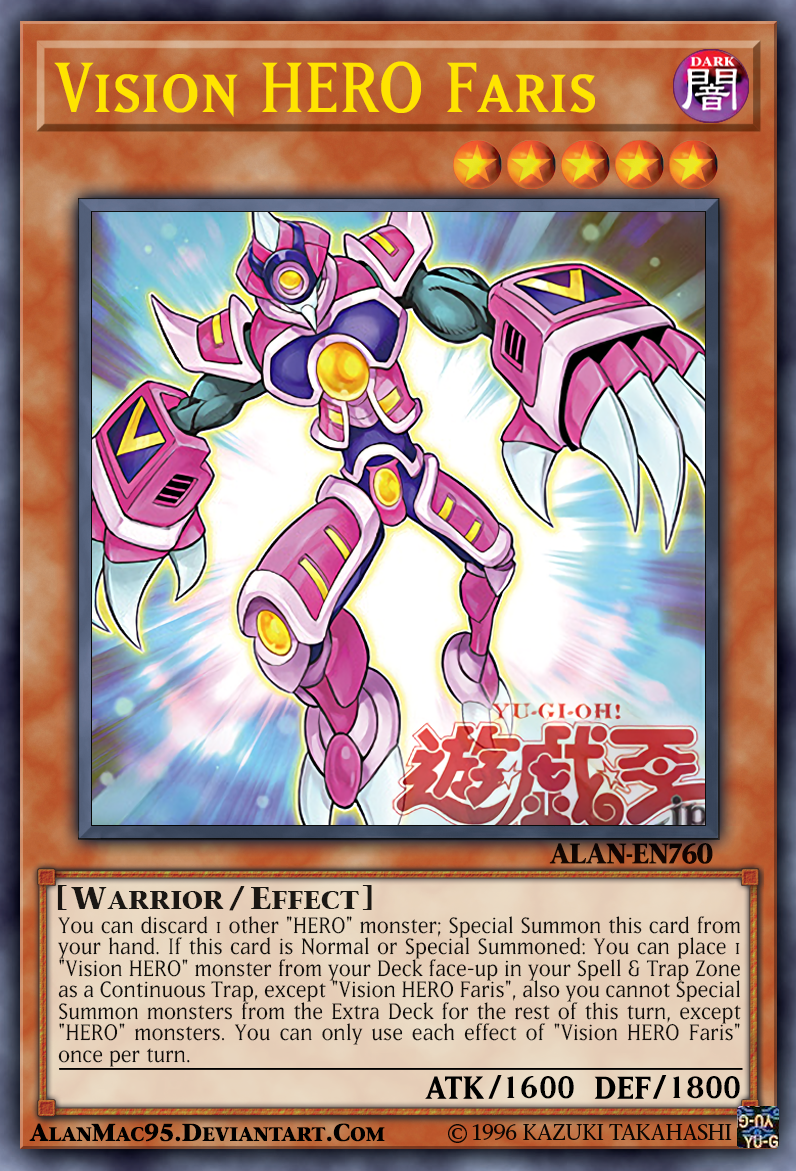 Vision HERO Faris
DARK
闇
YU-GI-OH!
遊戯王
.jp
ALAN-EN760
[ Warrior / Effect ]
You can discard 1 other "HERO" monster; Special Summon this card from
your hand. If this card is Normal or Special Summoned: You can place 1
"Vision HERO" monster from your Deck face-up in your Spell & Trap Zone
as a Continuous Trap, except "Vision HERO Faris", also you cannot Special
Summon monsters from the Extra Deck for the rest of this turn, except
"HERO" monsters. You can only use each effect of "Vision HERO Faris"
once per turn.
ATK/1600 DEF/1800
AlanMac95.Deviantart.Com
© 1996 KAZUKI TAKAHASHI